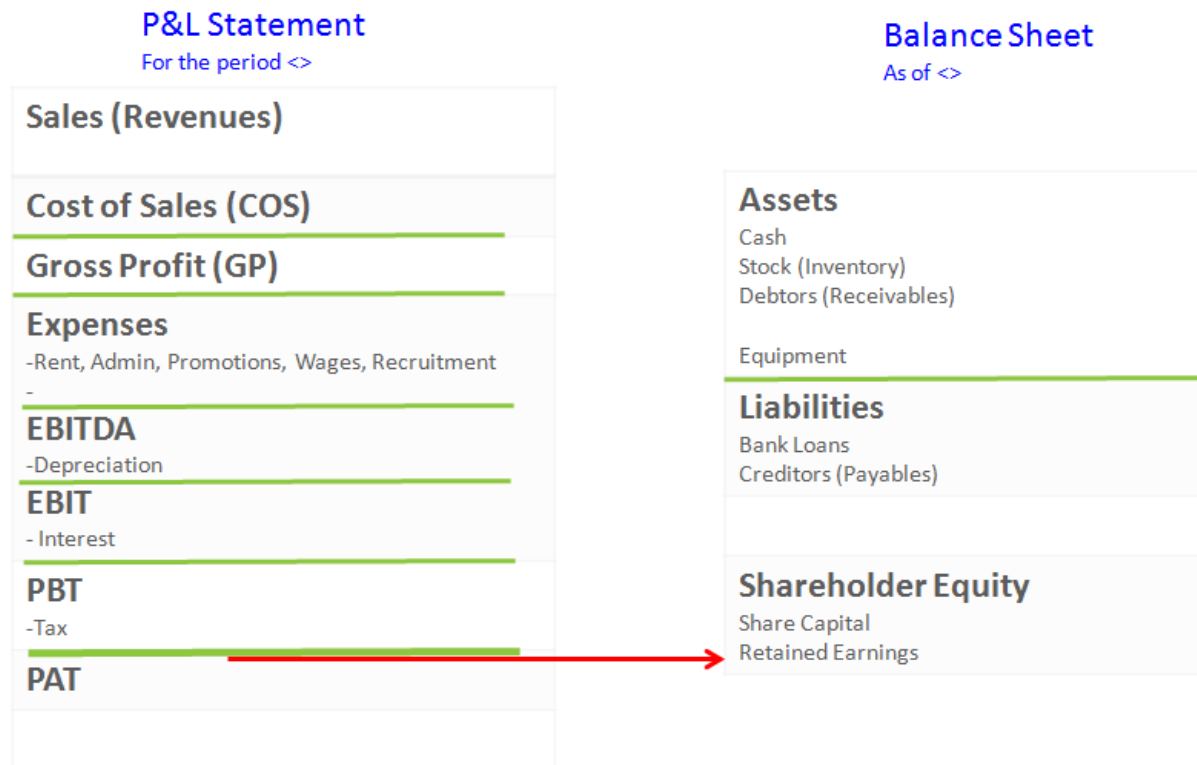 P&L Statement
For the period <>
Sales (Revenues)
Cost of Sales (COS)
Gross Profit (GP)
Expenses
-Rent, Admin, Promotions, Wages, Recruitment
-
EBITDA
-Depreciation
EBIT
- Interest
PBT
-Tax
PAT
Balance Sheet
As of <>
Assets
Cash
Stock (Inventory)
Debtors (Receivables)
Equipment
Liabilities
Bank Loans
Creditors (Payables)
Shareholder Equity
Share Capital
Retained Earnings